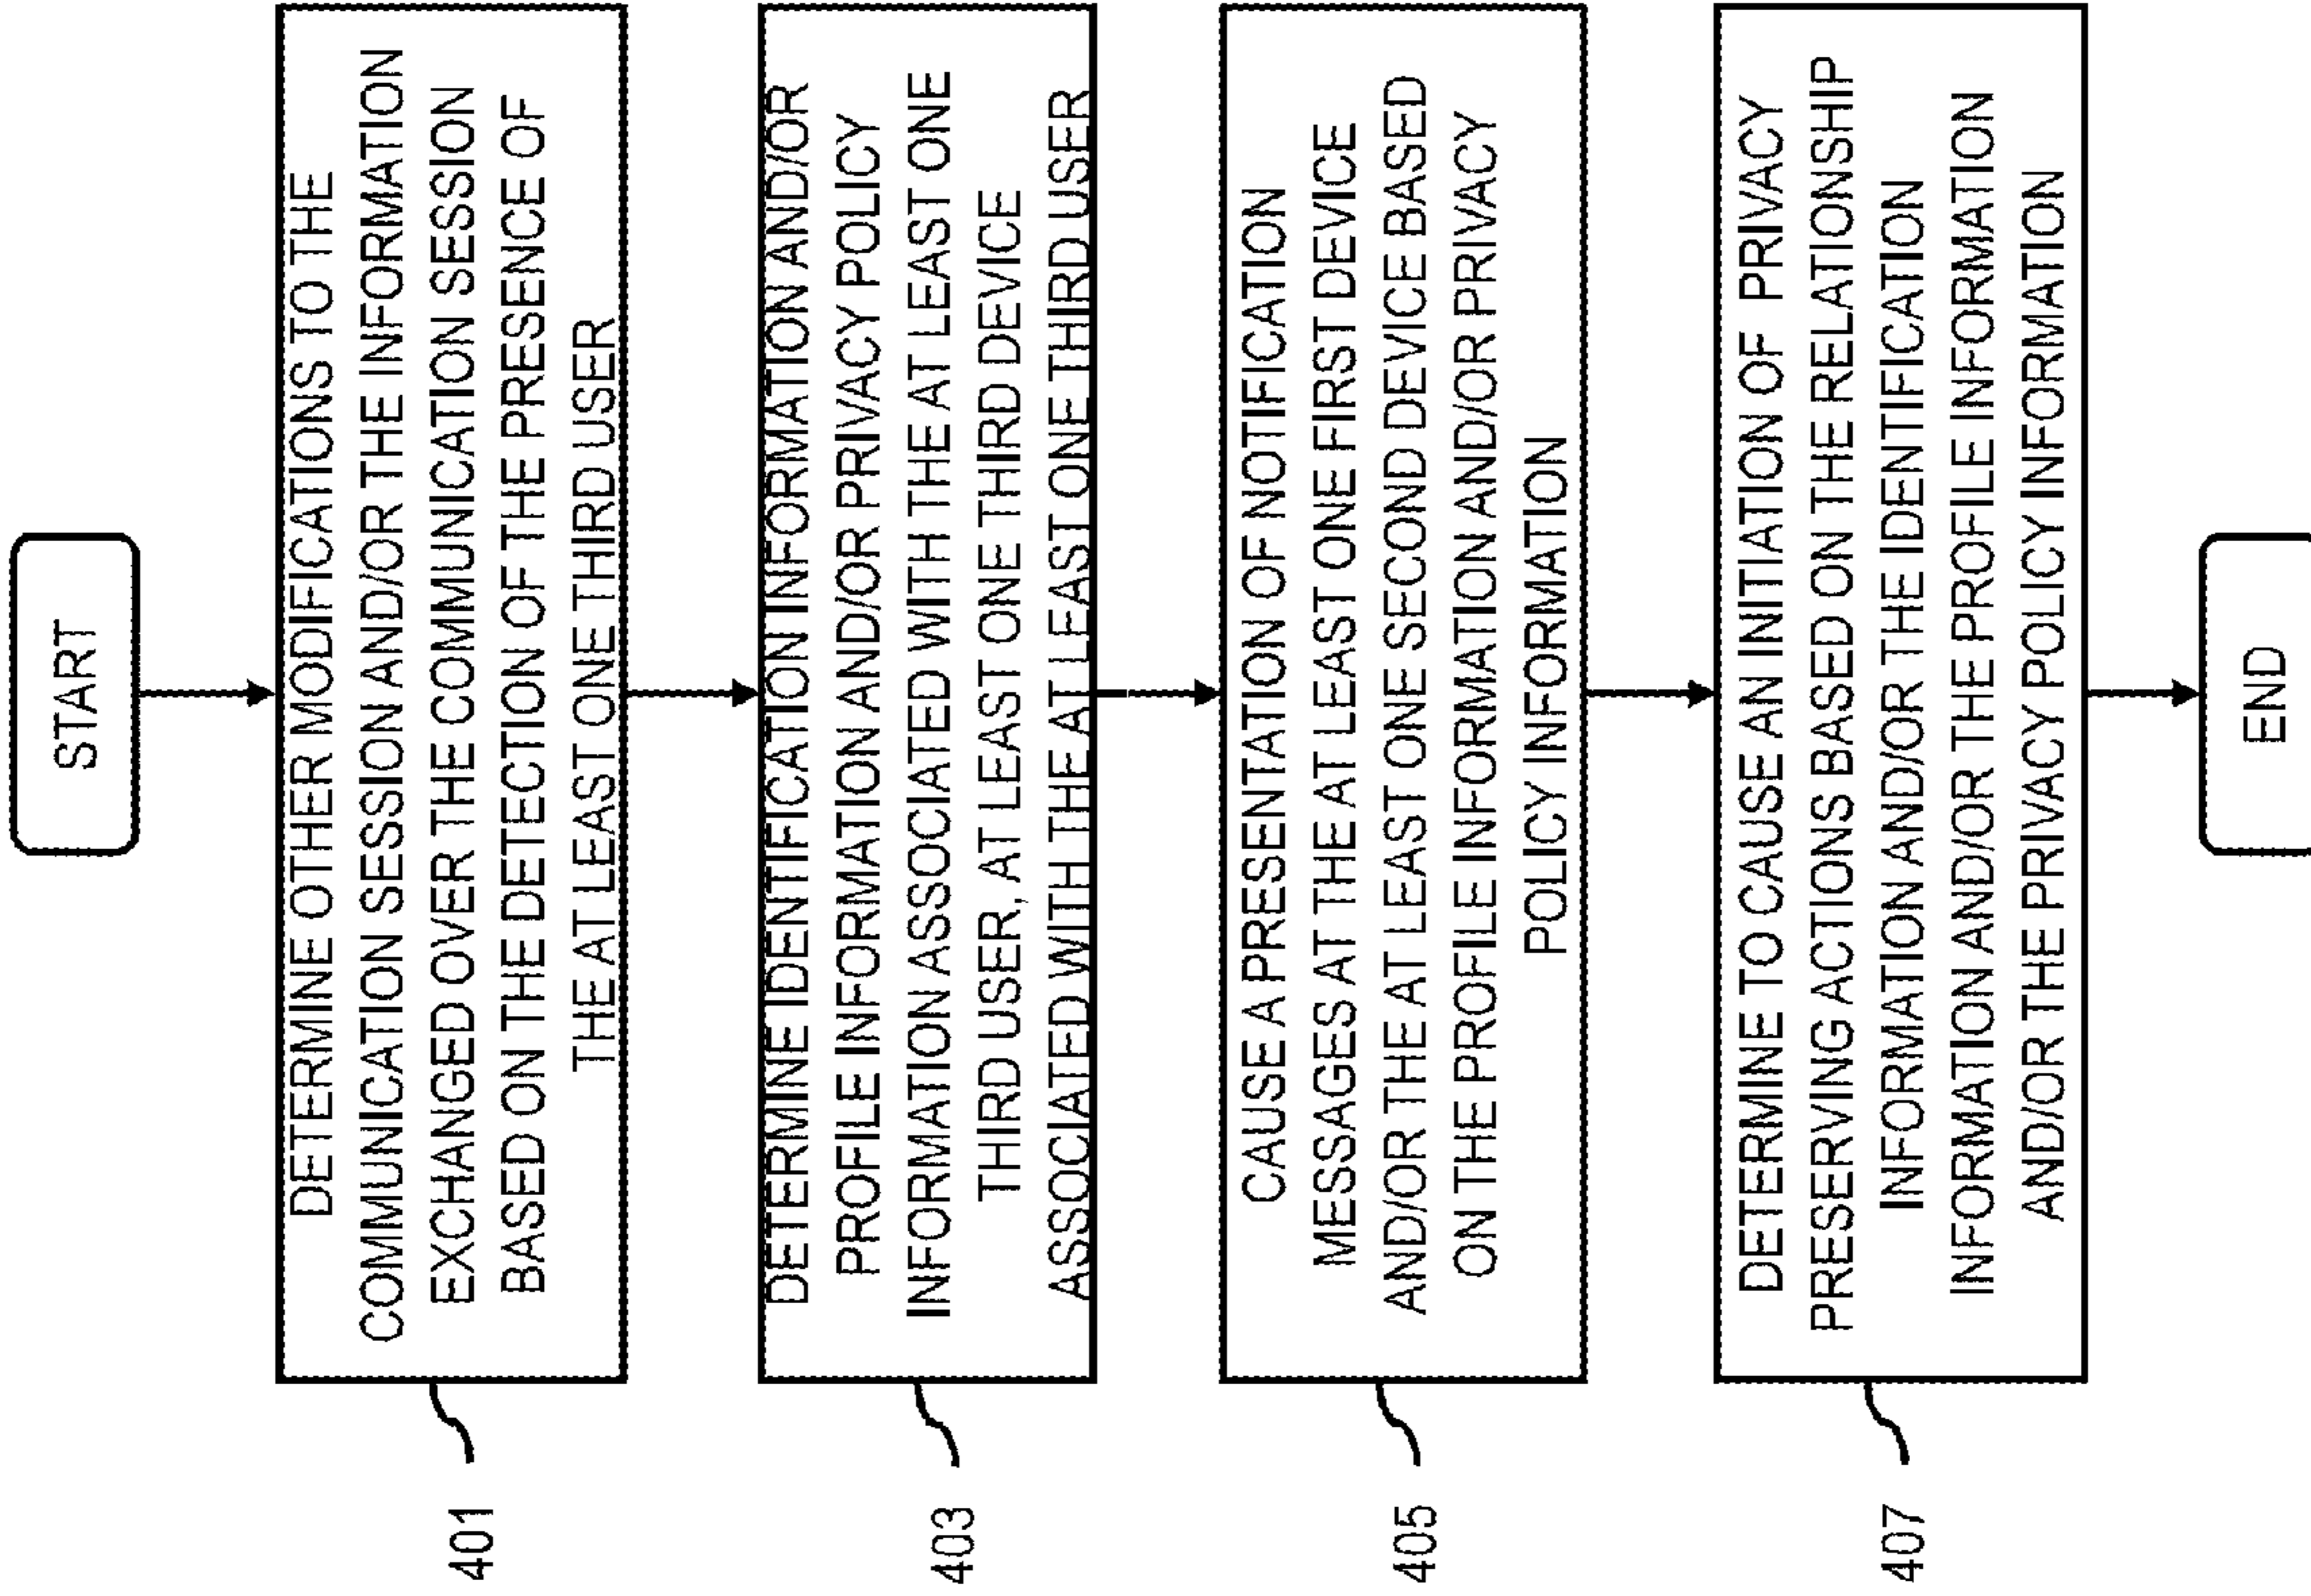 START
DETERMINE OTHER MODIFICATIONS TO THE
COMMUNICATION SESSION AND/OR THE INFORMATION
EXCHANGED OVER THE COMMUNICATION SESSION
BASED ON THE DETECTION OF THE PRESENCE OF
THE AT LEAST ONE THIRD USER
401
DETERMINE IDENTIFICATION INFORMATION AND/OR
PROFILE INFORMATION AND/OR PRIVACY POLICY
INFORMATION ASSOCIATED WITH THE AT LEAST ONE
THIRD USER, AT LEAST ONE THIRD DEVICE
ASSOCIATED WITH THE AT LEAST ONE THIRD USER
403
CAUSE A PRESENTATION OF NOTIFICATION
MESSAGES AT THE AT LEAST ONE FIRST DEVICE
AND/OR THE AT LEAST ONE SECOND DEVICE BASED
ON THE PROFILE INFORMATION AND/OR PRIVACY
POLICY INFORMATION
405
DETERMINE TO CAUSE AN INITIATION OF PRIVACY
PRESERVING ACTIONS BASED ON THE RELATIONSHIP
INFORMATION AND/OR THE IDENTIFICATION
INFORMATION AND/OR THE PROFILE INFORMATION
AND/OR THE PRIVACY POLICY INFORMATION
407
END